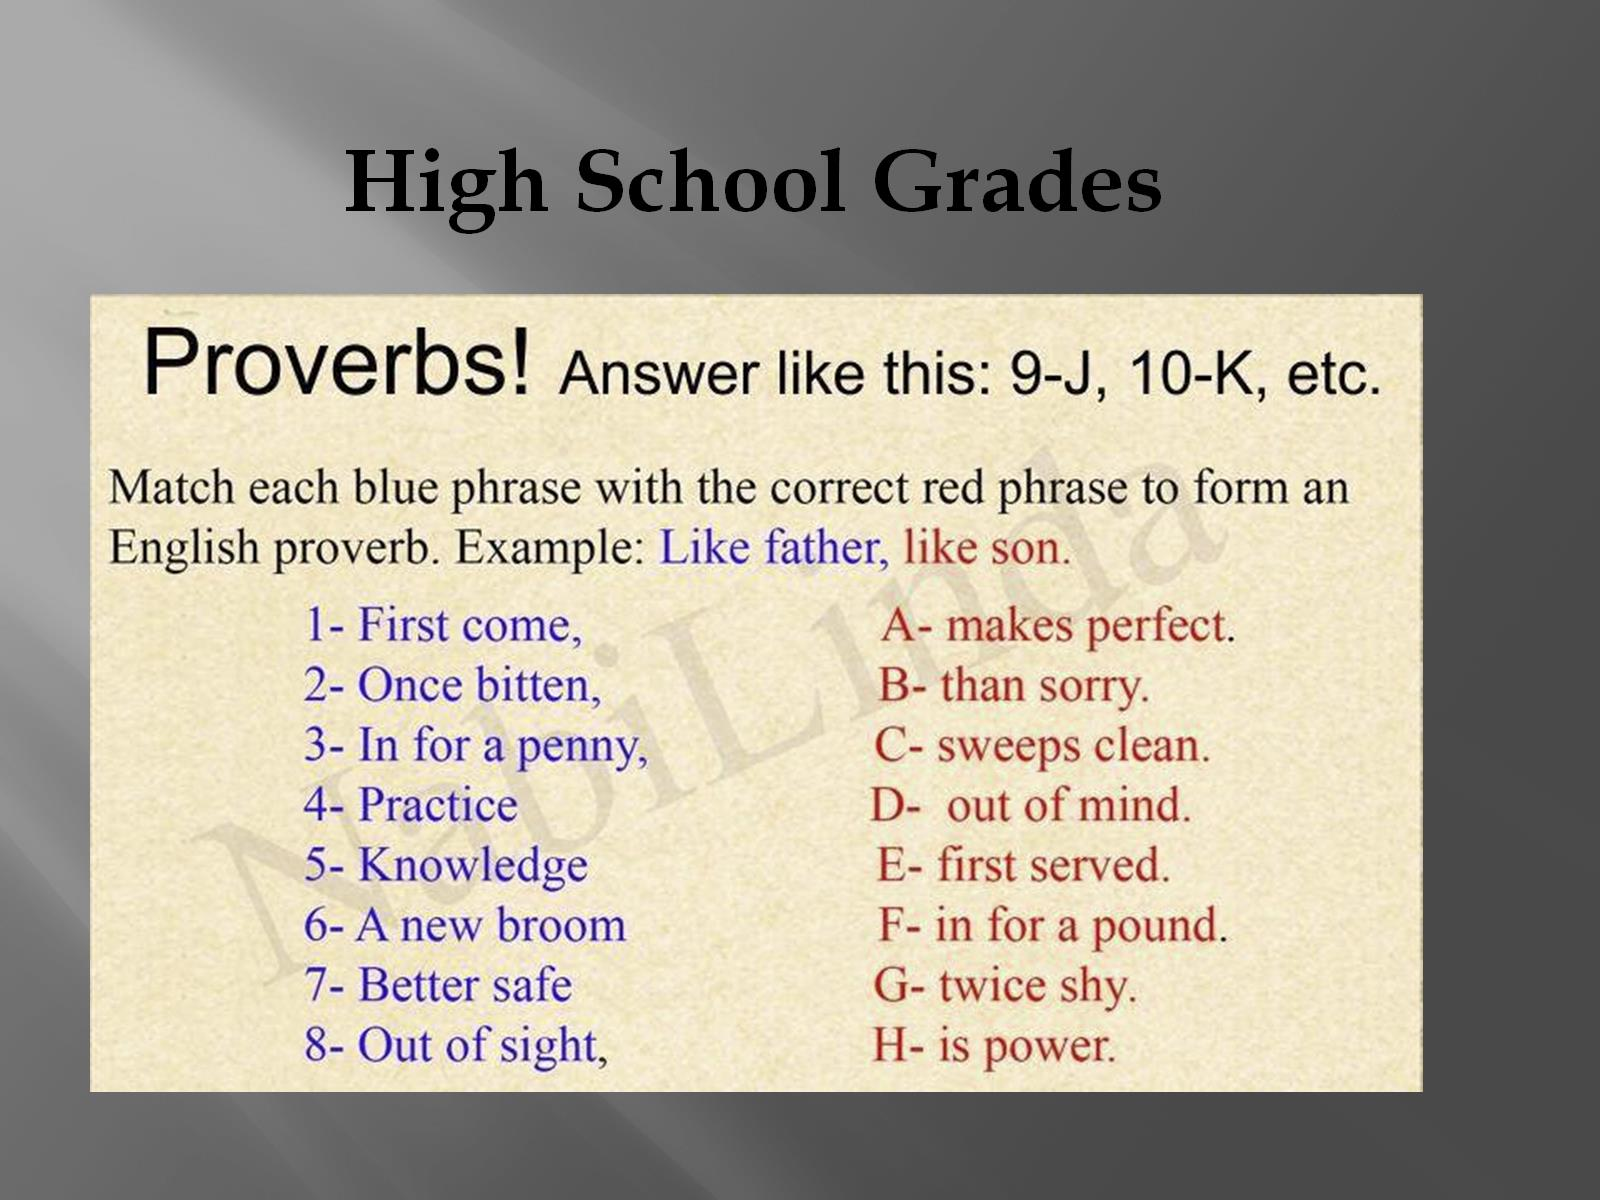 High School Grades
Proverbs! Answer like this: 9-J, 10-K, etc.
Match each blue phrase with the correct red phrase to form an
English proverb. Example: Like father, like son.
1- First come, A- makes perfect.
2- Once bitten, B- than sorry.
3- In for a penny, C- sweeps clean.
4- Practice D- out of mind.
5- Knowledge E- first served.
6- A new broom F- in for a pound.
7- Better safe G- twice shy.
8- Out of sight, H- is power.
NabiLinda